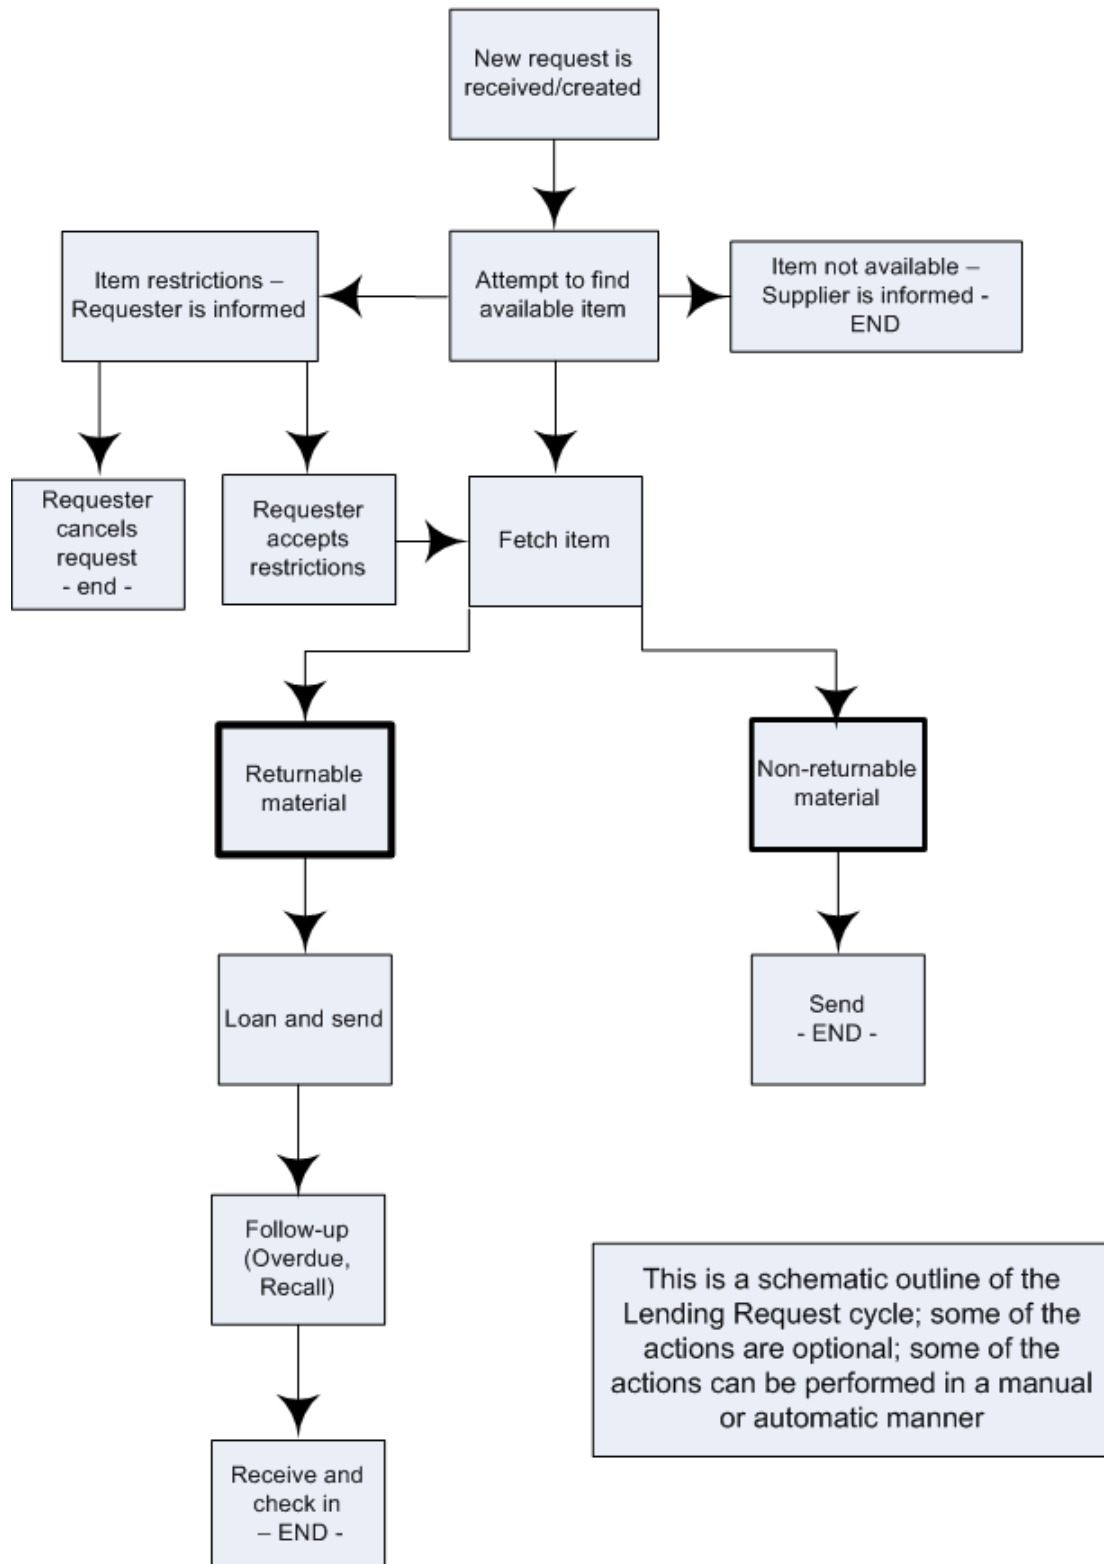 New request is
received/created
Item restrictions –
Requester is informed
Attempt to find
available item
Item not available –
Supplier is informed -
END
Requester
cancels
request
- end -
Requester
accepts
restrictions
Fetch item
Returnable
material
Non-returnable
material
Loan and send
Send
- END -
Follow-up
(Overdue,
Recall)
This is a schematic outline of the
Lending Request cycle; some of the
actions are optional; some of the
actions can be performed in a manual
or automatic manner
Receive and
check in
– END -